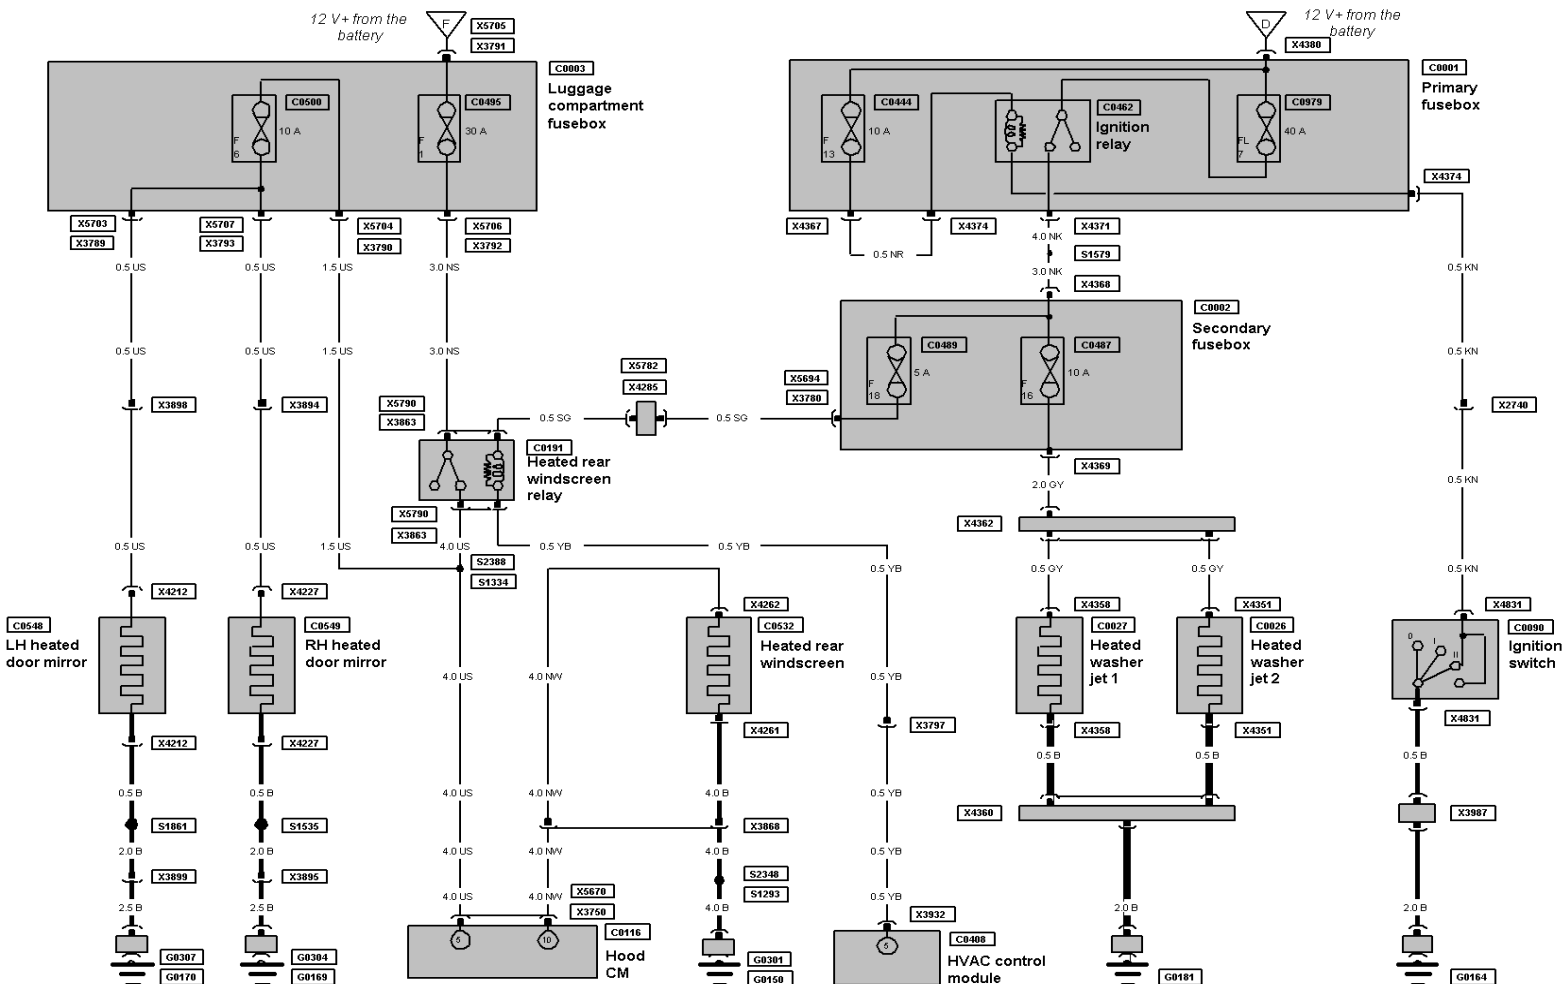 12 V+ from the
battery
F
X5705
X3791
D
12 V+ from the
battery
X4380
C0003
Luggage
compartment
fusebox
C0500
10 A
F
6
C0495
30 A
F
1
C0001
Primary
fusebox
C0444
10 A
F
13
C0462
Ignition
relay
C0979
40 A
FL
7
X4374
X5703
X3789
X5707
X3793
X5704
X3790
X5706
X3792
X4367
X4374
X4371
0.5 NR
4.0 NK
S1579
3.0 NK
X4368
0.5 US
0.5 US
1.5 US
3.0 NS
0.5 KN
C0002
Secondary
fusebox
C0489
5 A
F
18
C0487
10 A
F
16
0.5 US
0.5 US
1.5 US
3.0 NS
0.5 KN
X5782
X4285
X5694
X3780
X3898
X3894
X5790
X3863
0.5 SG
0.5 SG
X2740
C0191
Heated rear
windscreen
relay
X4369
2.0 GY
0.5 KN
X5790
X3863
X4362
0.5 US
0.5 US
1.5 US
4.0 US
0.5 YB
0.5 YB
S2388
S1334
0.5 YB
0.5 GY
0.5 GY
0.5 KN
X4212
X4227
X4262
X4358
X4351
X4831
C0548
LH heated
door mirror
C0549
RH heated
door mirror
C0532
Heated rear
windscreen
C0027
Heated
washer
jet 1
C0026
Heated
washer
jet 2
C0090
Ignition
switch
0
I
II
4.0 US
4.0 NW
0.5 YB
X4212
X4227
X4261
X3797
X4358
X4351
X4831
0.5 B
0.5 B
0.5 B
0.5 B
0.5 B
4.0 US
4.0 NW
4.0 B
0.5 YB
S1861
S1535
X3868
X4360
X3987
2.0 B
2.0 B
4.0 US
4.0 NW
4.0 B
0.5 YB
X3899
X3895
S2348
S1293
4.0 US
4.0 NW
X5670
X3750
0.5 YB
2.5 B
2.5 B
4.0 B
X3932
2.0 B
2.0 B
5
10
C0116
Hood
CM
5
C0408
HVAC control
module
G0307
G0170
G0304
G0169
G0301
G0150
G0181
G0164